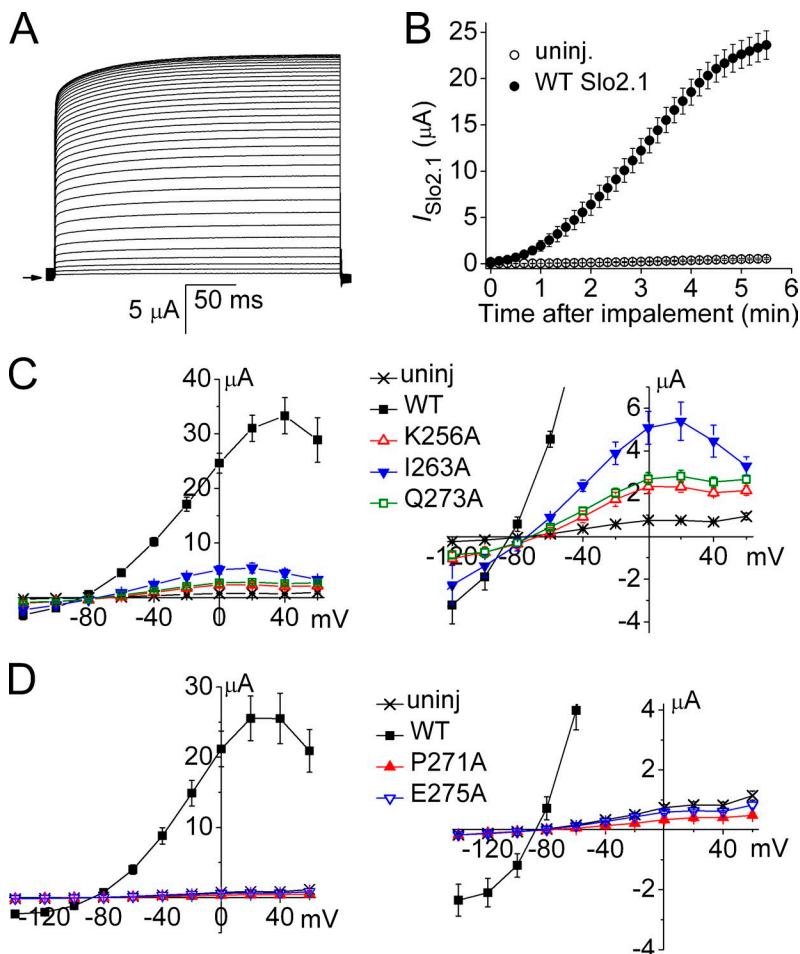 A
5 µA
50 ms
B
I_Slo2.1 (µA)
25
20
15
10
5
0
uninj.
WT Slo2.1
0 1 2 3 4 5 6
Time after impalement (min)
C
40
µA
30
20
10
-80 -40 0 40 mV
uninj
WT
K256A
I263A
Q273A
µA
6
4
2
-120 -80 -40 40 mV
-2
-4
D
30
µA
20
10
-120 -80 -40 0 40 mV
uninj
WT
P271A
E275A
4
µA
2
-120 -80 -40 0 40 mV
-2
-4